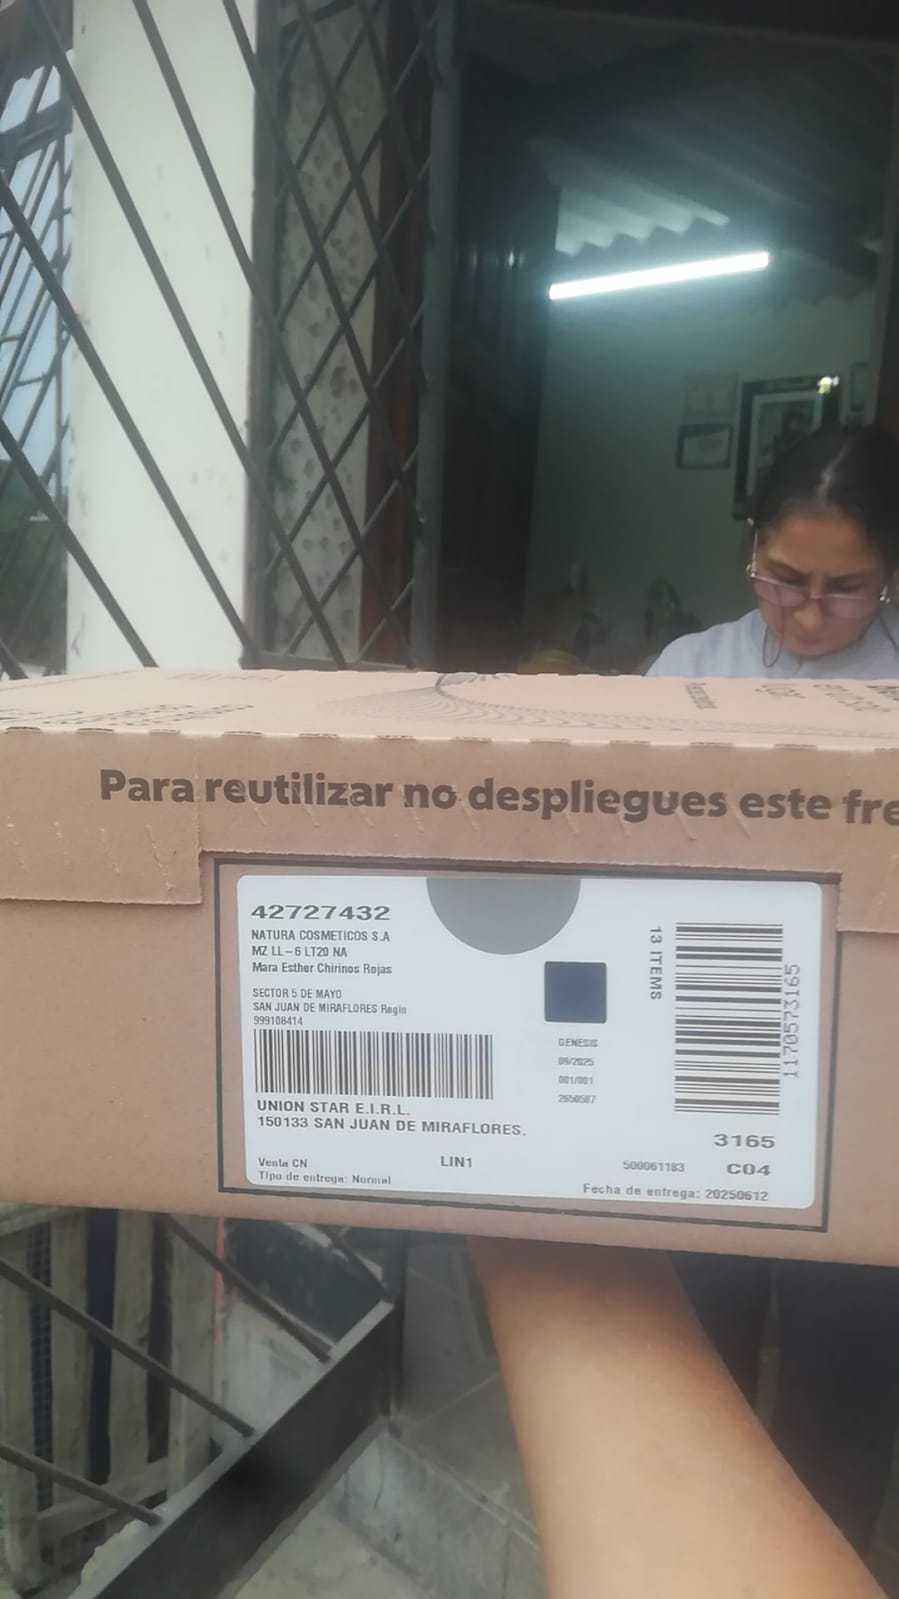 Para reutilizar no despliegues este fre
42727432
NATURA COSMETICOS S.A
MZ LL-6 LT20 NA
Mara Esther Chirinos Rojas
SECTOR 5 DE MAYO
SAN JUAN DE MIRAFLORES Regin
999108414
UNION STAR E.I.R.L.
150133 SAN JUAN DE MIRAFLORES,
Venta CN
LIN1
Tipo de entrega: Normal
GENESIS
09/2025
001/001
2650587
13 ITEMS
1170573165
3165
500061183
C04
Fecha de entrega: 20250612